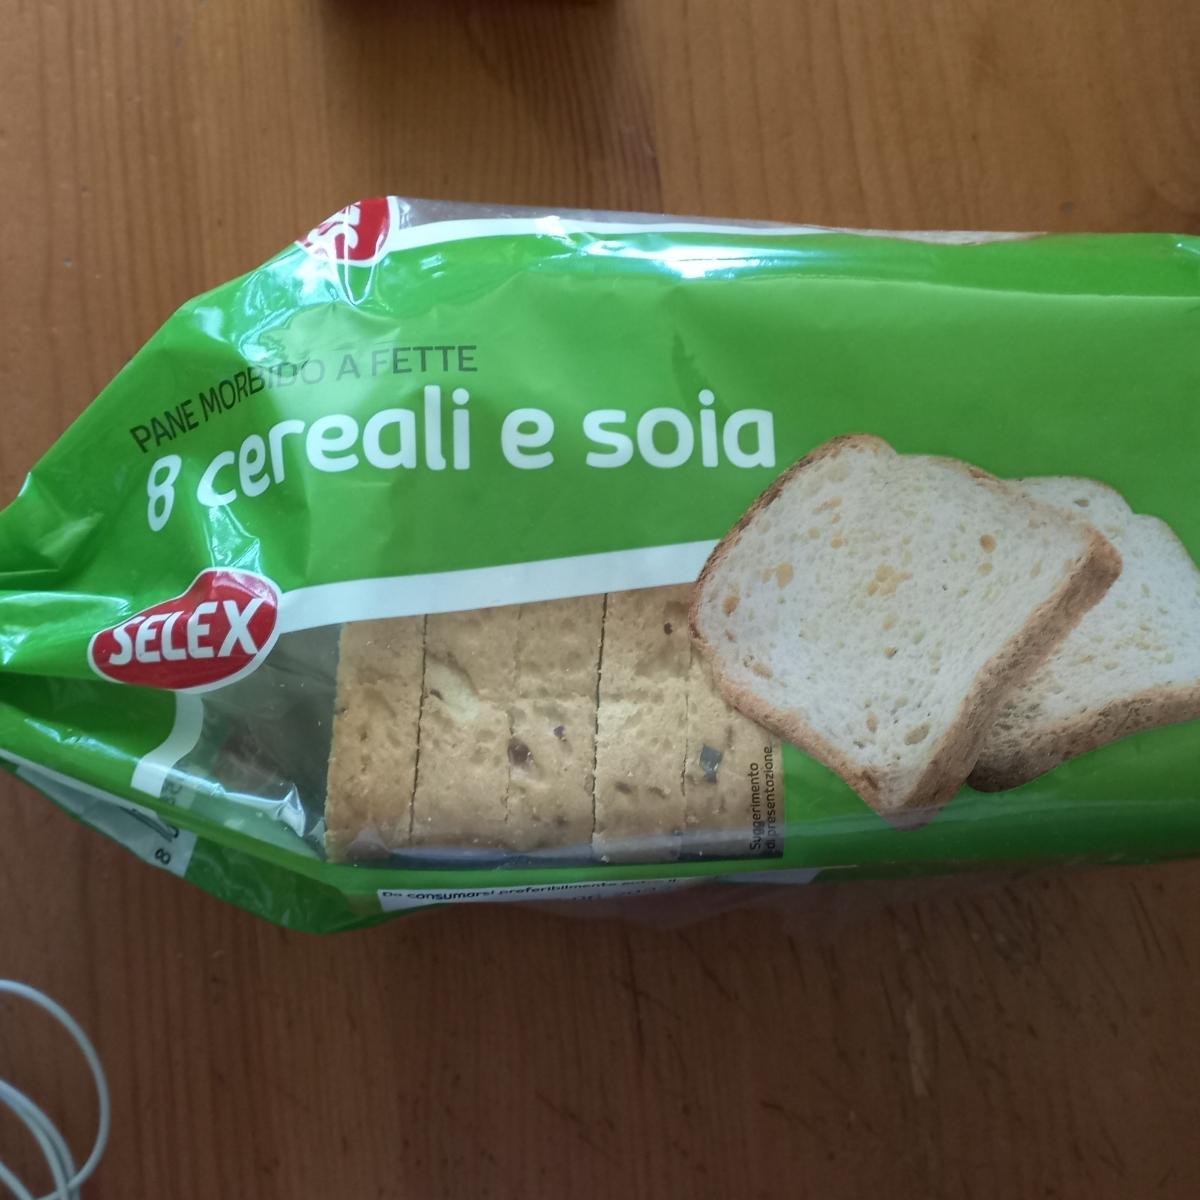 PANE MORBIDO A FETTE
8 cereali e soia
SELEX
Suggerimento
di presentazione
Da consumarsi preferibilmente